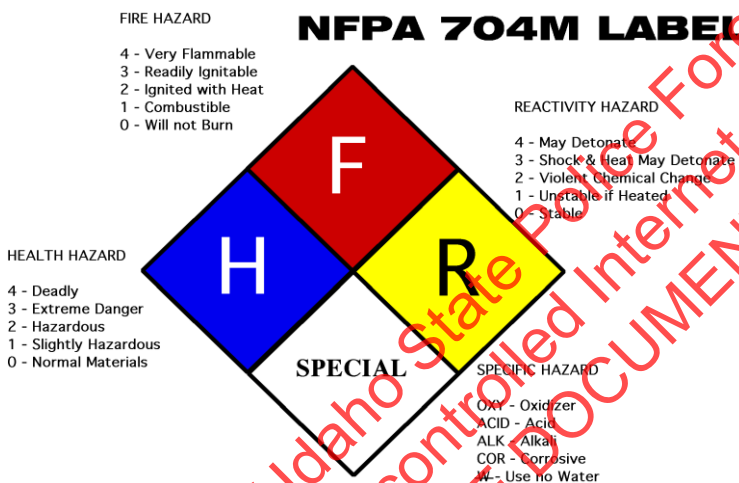 FIRE HAZARD
NFPA 704M LABEL
4 - Very Flammable
3 - Readily Ignitable
2 - Ignited with Heat
1 - Combustible
0 - Will not Burn
REACTIVITY HAZARD
4 - May Detonate
3 - Shock & Heat May Detonate
2 - Violent Chemical Change
1 - Unstable if Heated
0 - Stable
F
H
R
SPECIAL
HEALTH HAZARD
4 - Deadly
3 - Extreme Danger
2 - Hazardous
1 - Slightly Hazardous
0 - Normal Materials
SPECIFIC HAZARD
OXY - Oxidizer
ACID - Acid
ALK - Alkali
COR - Corrosive
W - Use no Water
Idaho State Police
controlled Internet